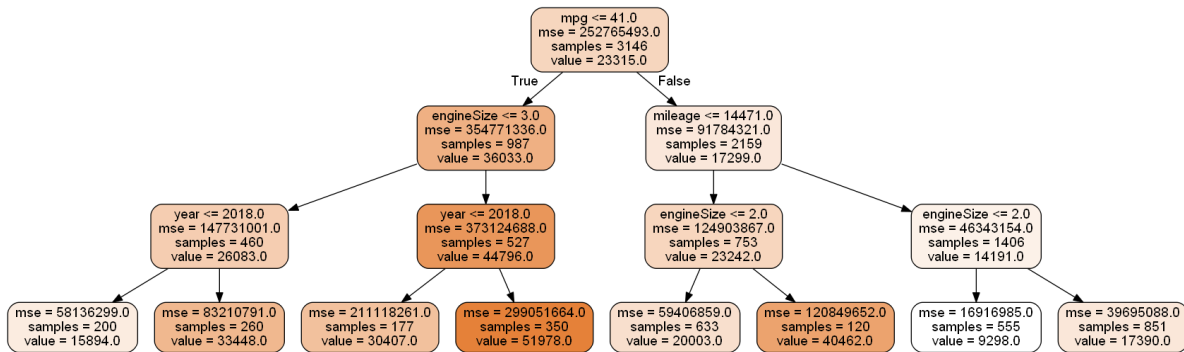 mpg <= 41.0
mse = 252765493.0
samples = 3146
value = 23315.0
True
False
engineSize <= 3.0
mse = 354771336.0
samples = 987
value = 36033.0
mileage <= 14471.0
mse = 91784321.0
samples = 2159
value = 17299.0
year <= 2018.0
mse = 147731001.0
samples = 460
value = 26083.0
year <= 2018.0
mse = 373124688.0
samples = 527
value = 44796.0
engineSize <= 2.0
mse = 124903867.0
samples = 753
value = 23242.0
engineSize <= 2.0
mse = 46343154.0
samples = 1406
value = 14191.0
mse = 58136299.0
samples = 200
value = 15894.0
mse = 83210791.0
samples = 260
value = 33448.0
mse = 211118261.0
samples = 177
value = 30407.0
mse = 299051664.0
samples = 350
value = 51978.0
mse = 59406859.0
samples = 633
value = 20003.0
mse = 120849652.0
samples = 120
value = 40462.0
mse = 16916985.0
samples = 555
value = 9298.0
mse = 39695088.0
samples = 851
value = 17390.0